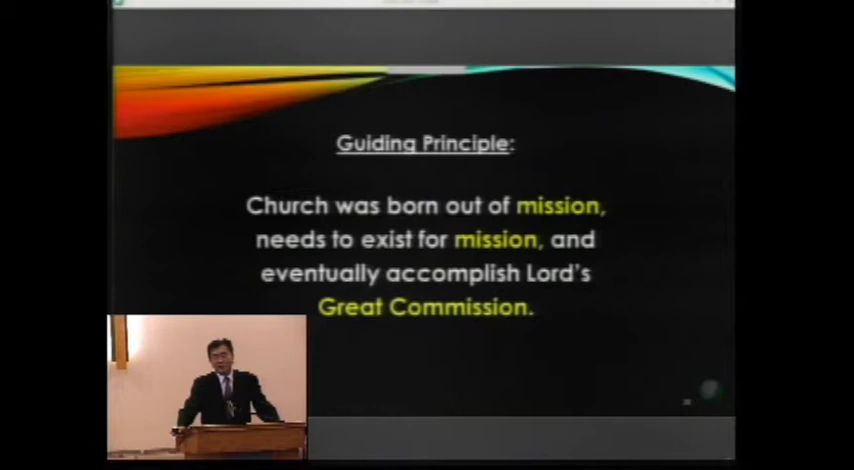 Guiding Principle:
Church was born out of mission,
needs to exist for mission, and
eventually accomplish Lord's
Great Commission.